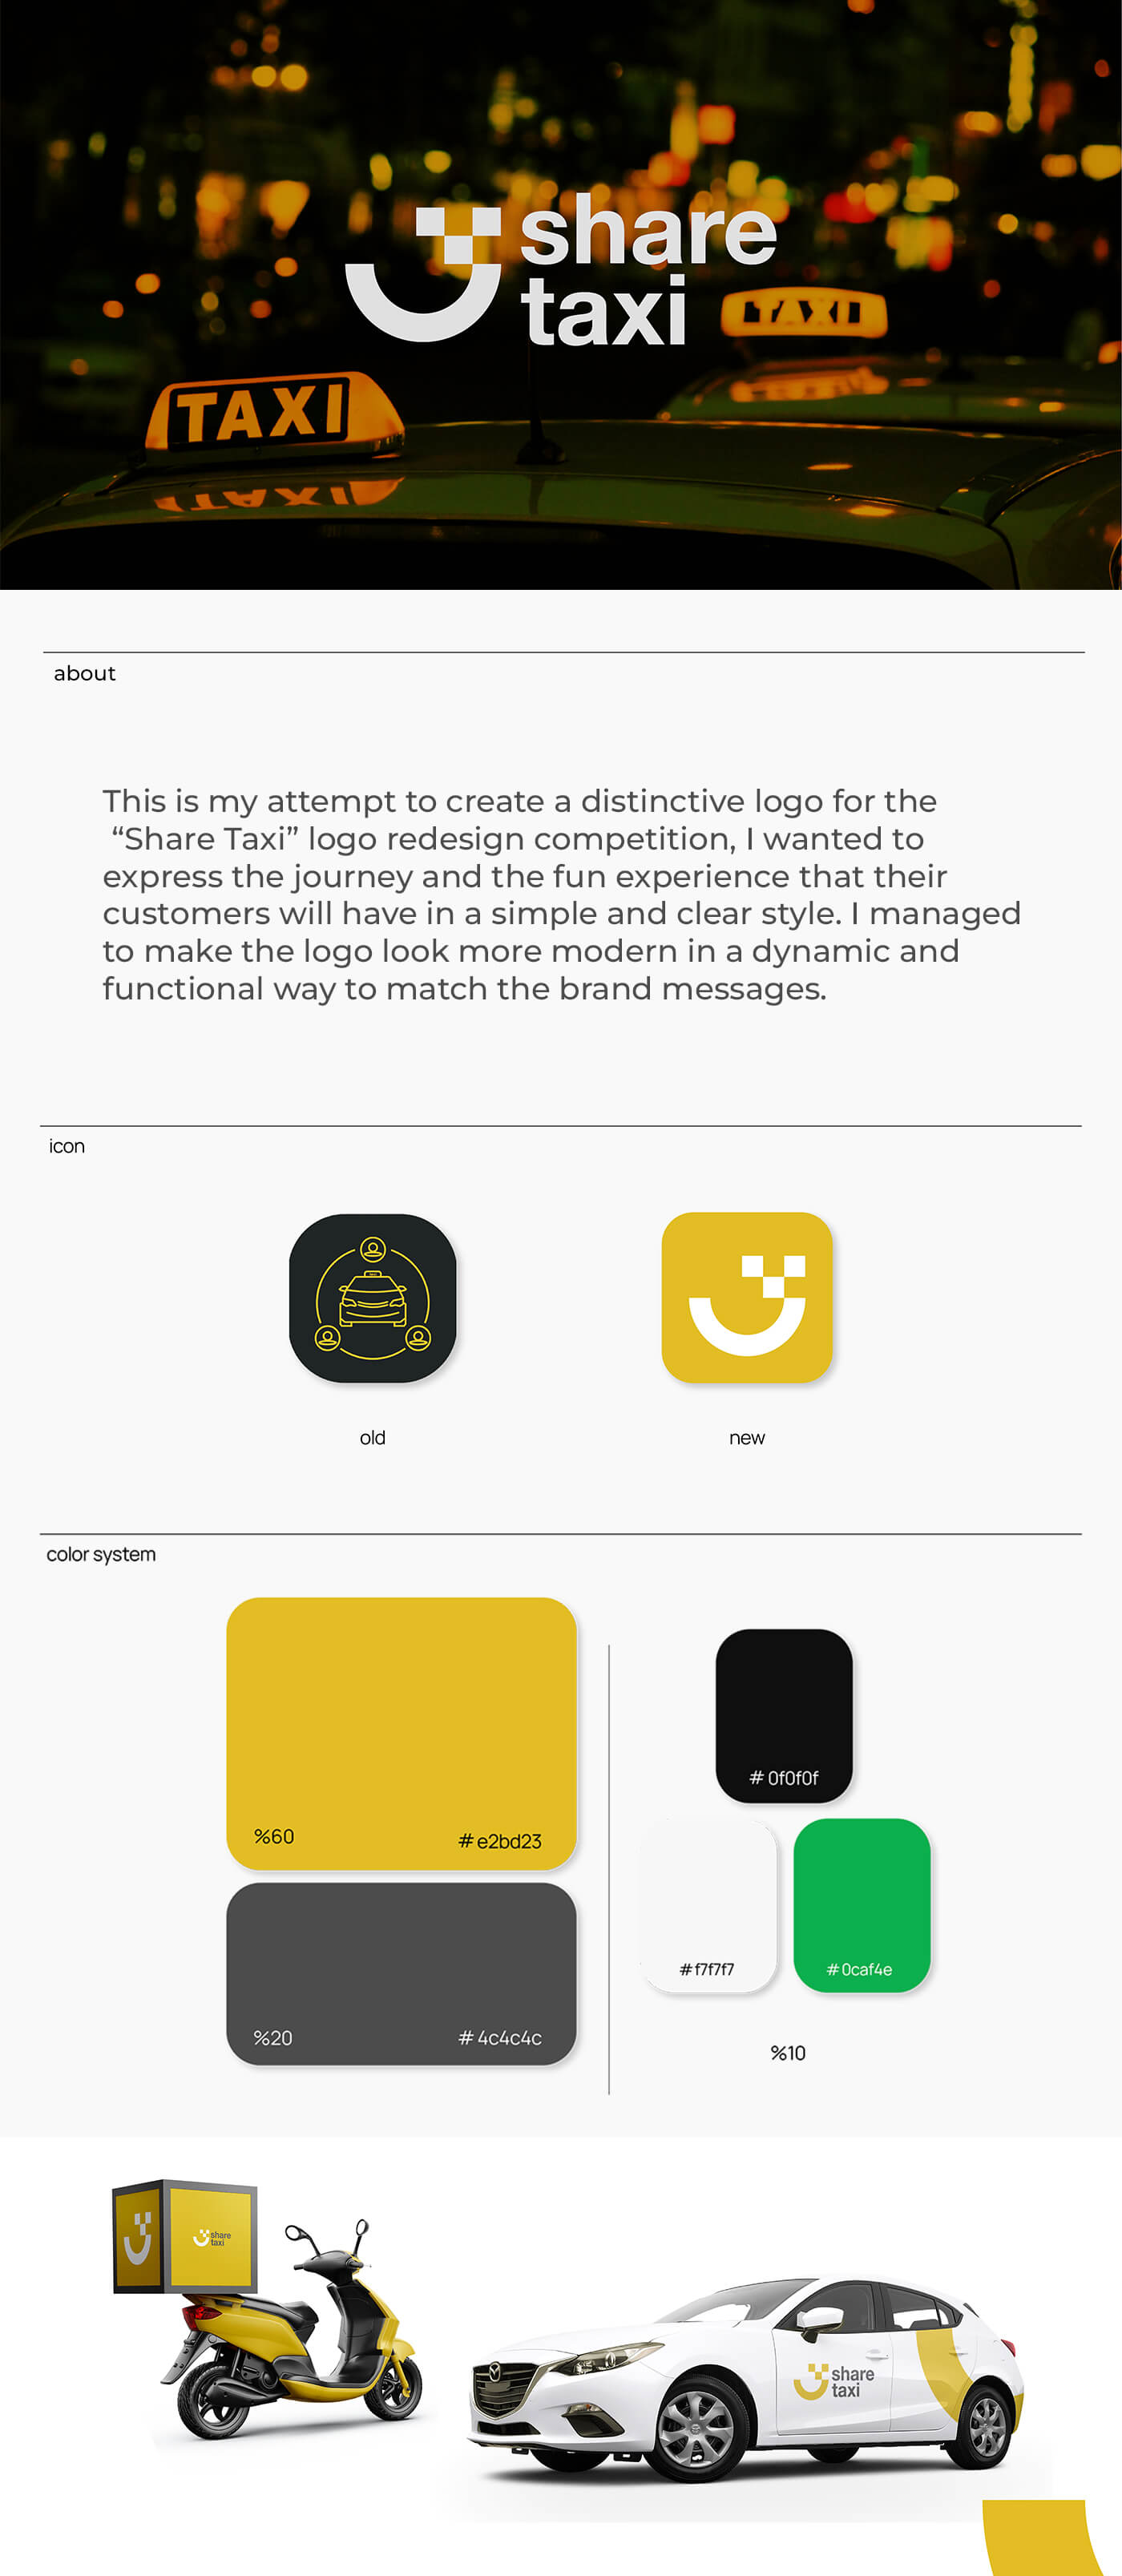 share
taxi
TAXI
TAXI
about
This is my attempt to create a distinctive logo for the
“Share Taxi” logo redesign competition, I wanted to
express the journey and the fun experience that their
customers will have in a simple and clear style. I managed
to make the logo look more modern in a dynamic and
functional way to match the brand messages.
icon
old
new
color system
%60
# e2bd23
%20
# 4c4c4c
# 0f0f0f
# f7f7f7
# 0caf4e
%10
share
taxi
share
taxi